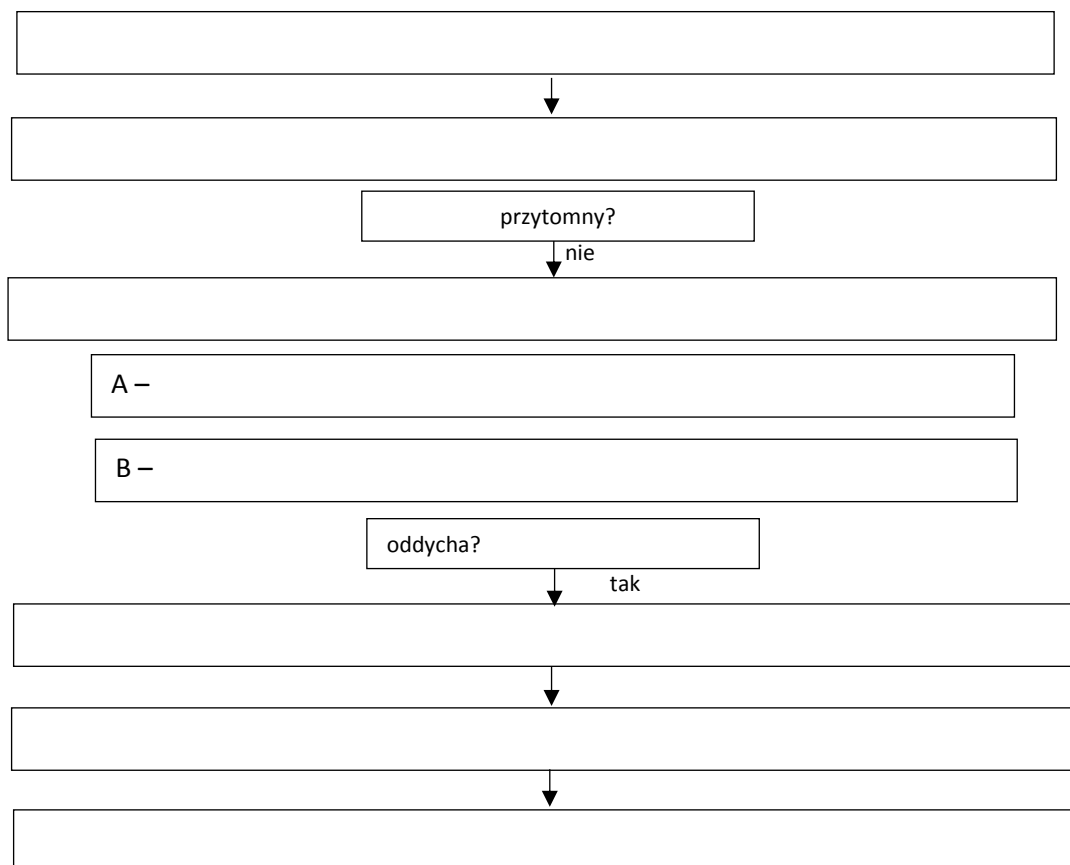 przytomny?
nie
A –
B –
oddycha?
tak